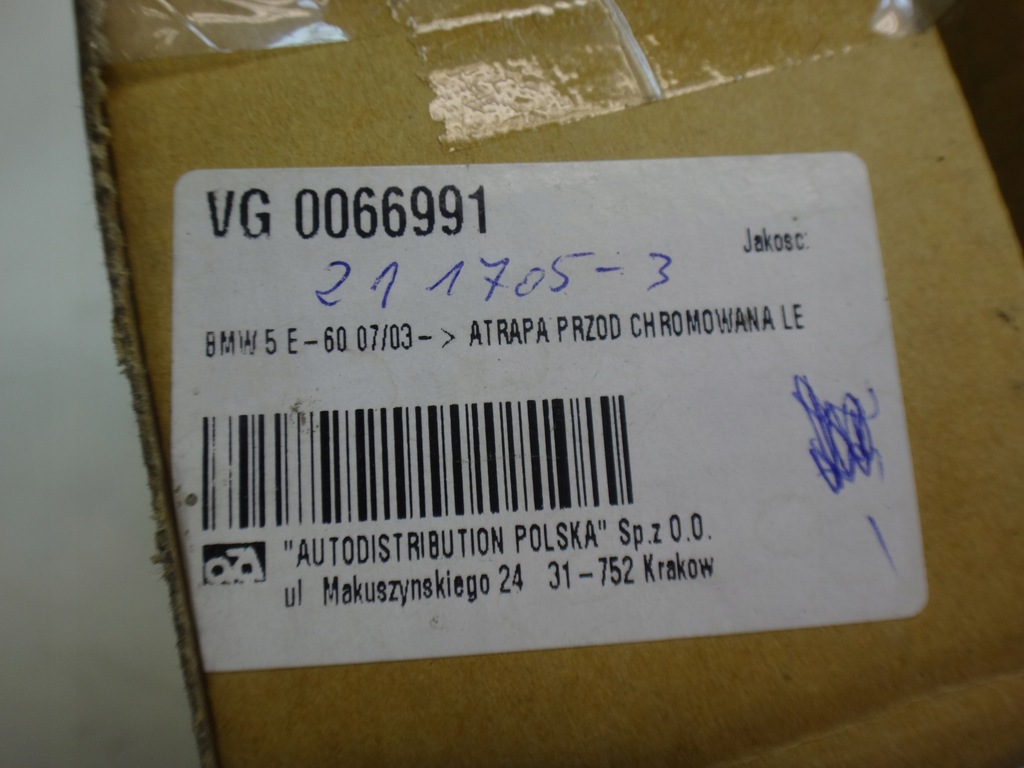 VG 0066991
Jakosc:
211705-3
BMW 5 E-60 07/03-> ATRAPA PRZOD CHROMOWANA LE
"AUTODISTRIBUTION POLSKA" Sp.z O.O.
ul Makuszynskiego 24 31-752 Krakow